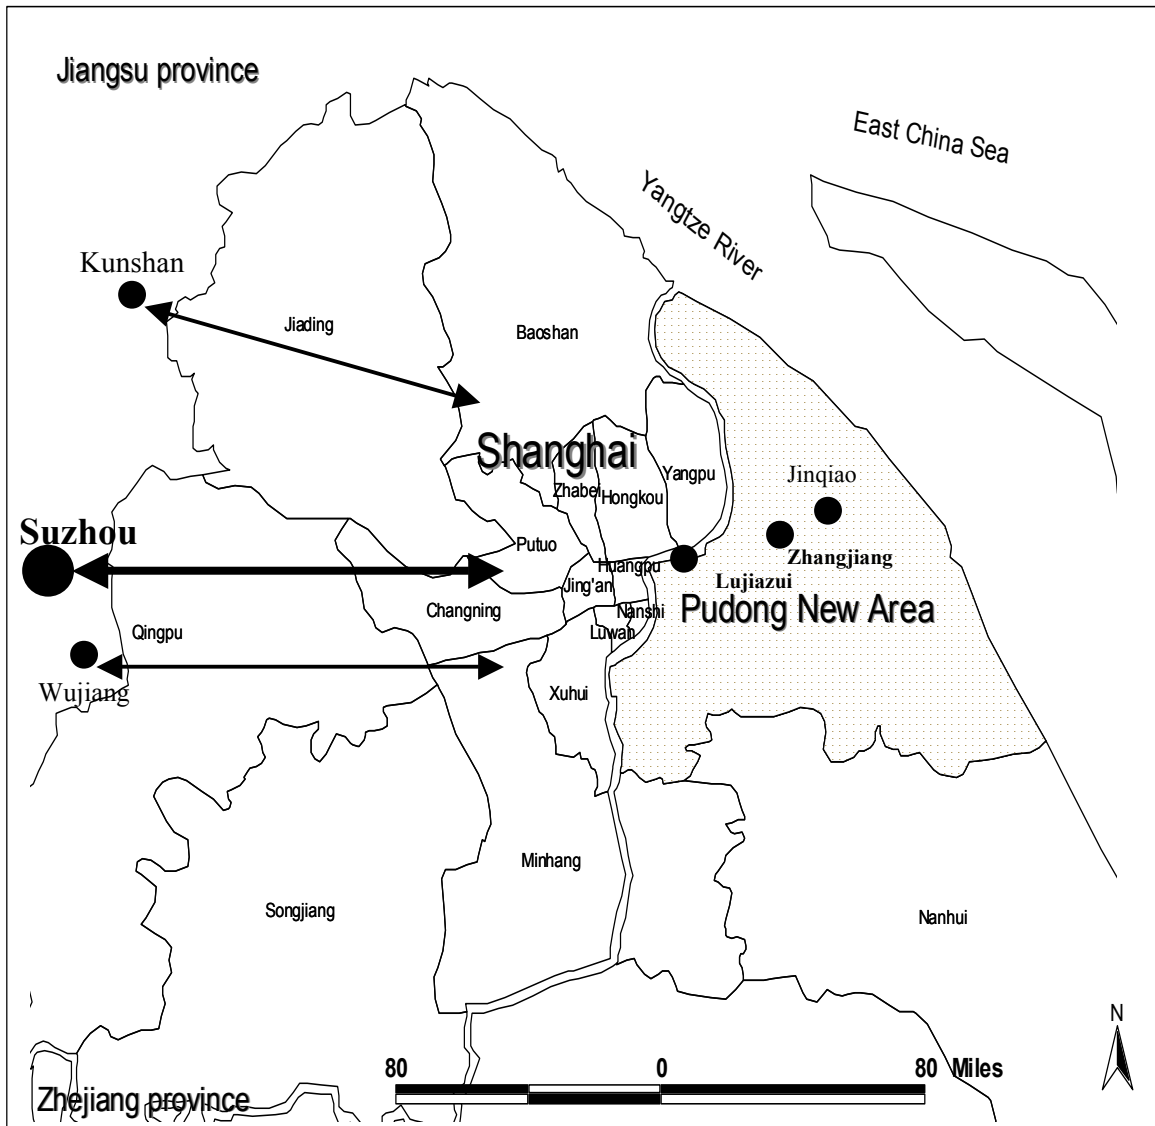 Jiangsu province
East China Sea
Yangtze River
Kunshan
Jiading
Baoshan
Shanghai
Yangpu
Jinqiao
Zhabei
Hongkou
Suzhou
Putuo
Zhangjiang
Huangpu
Lujiazui
Jing'an
Changning
Nanshi
Pudong New Area
Qingpu
Luwan
Wujiang
Xuhui
Minhang
Songjiang
Nanhui
N
80 0 80 Miles
Zhejiang province